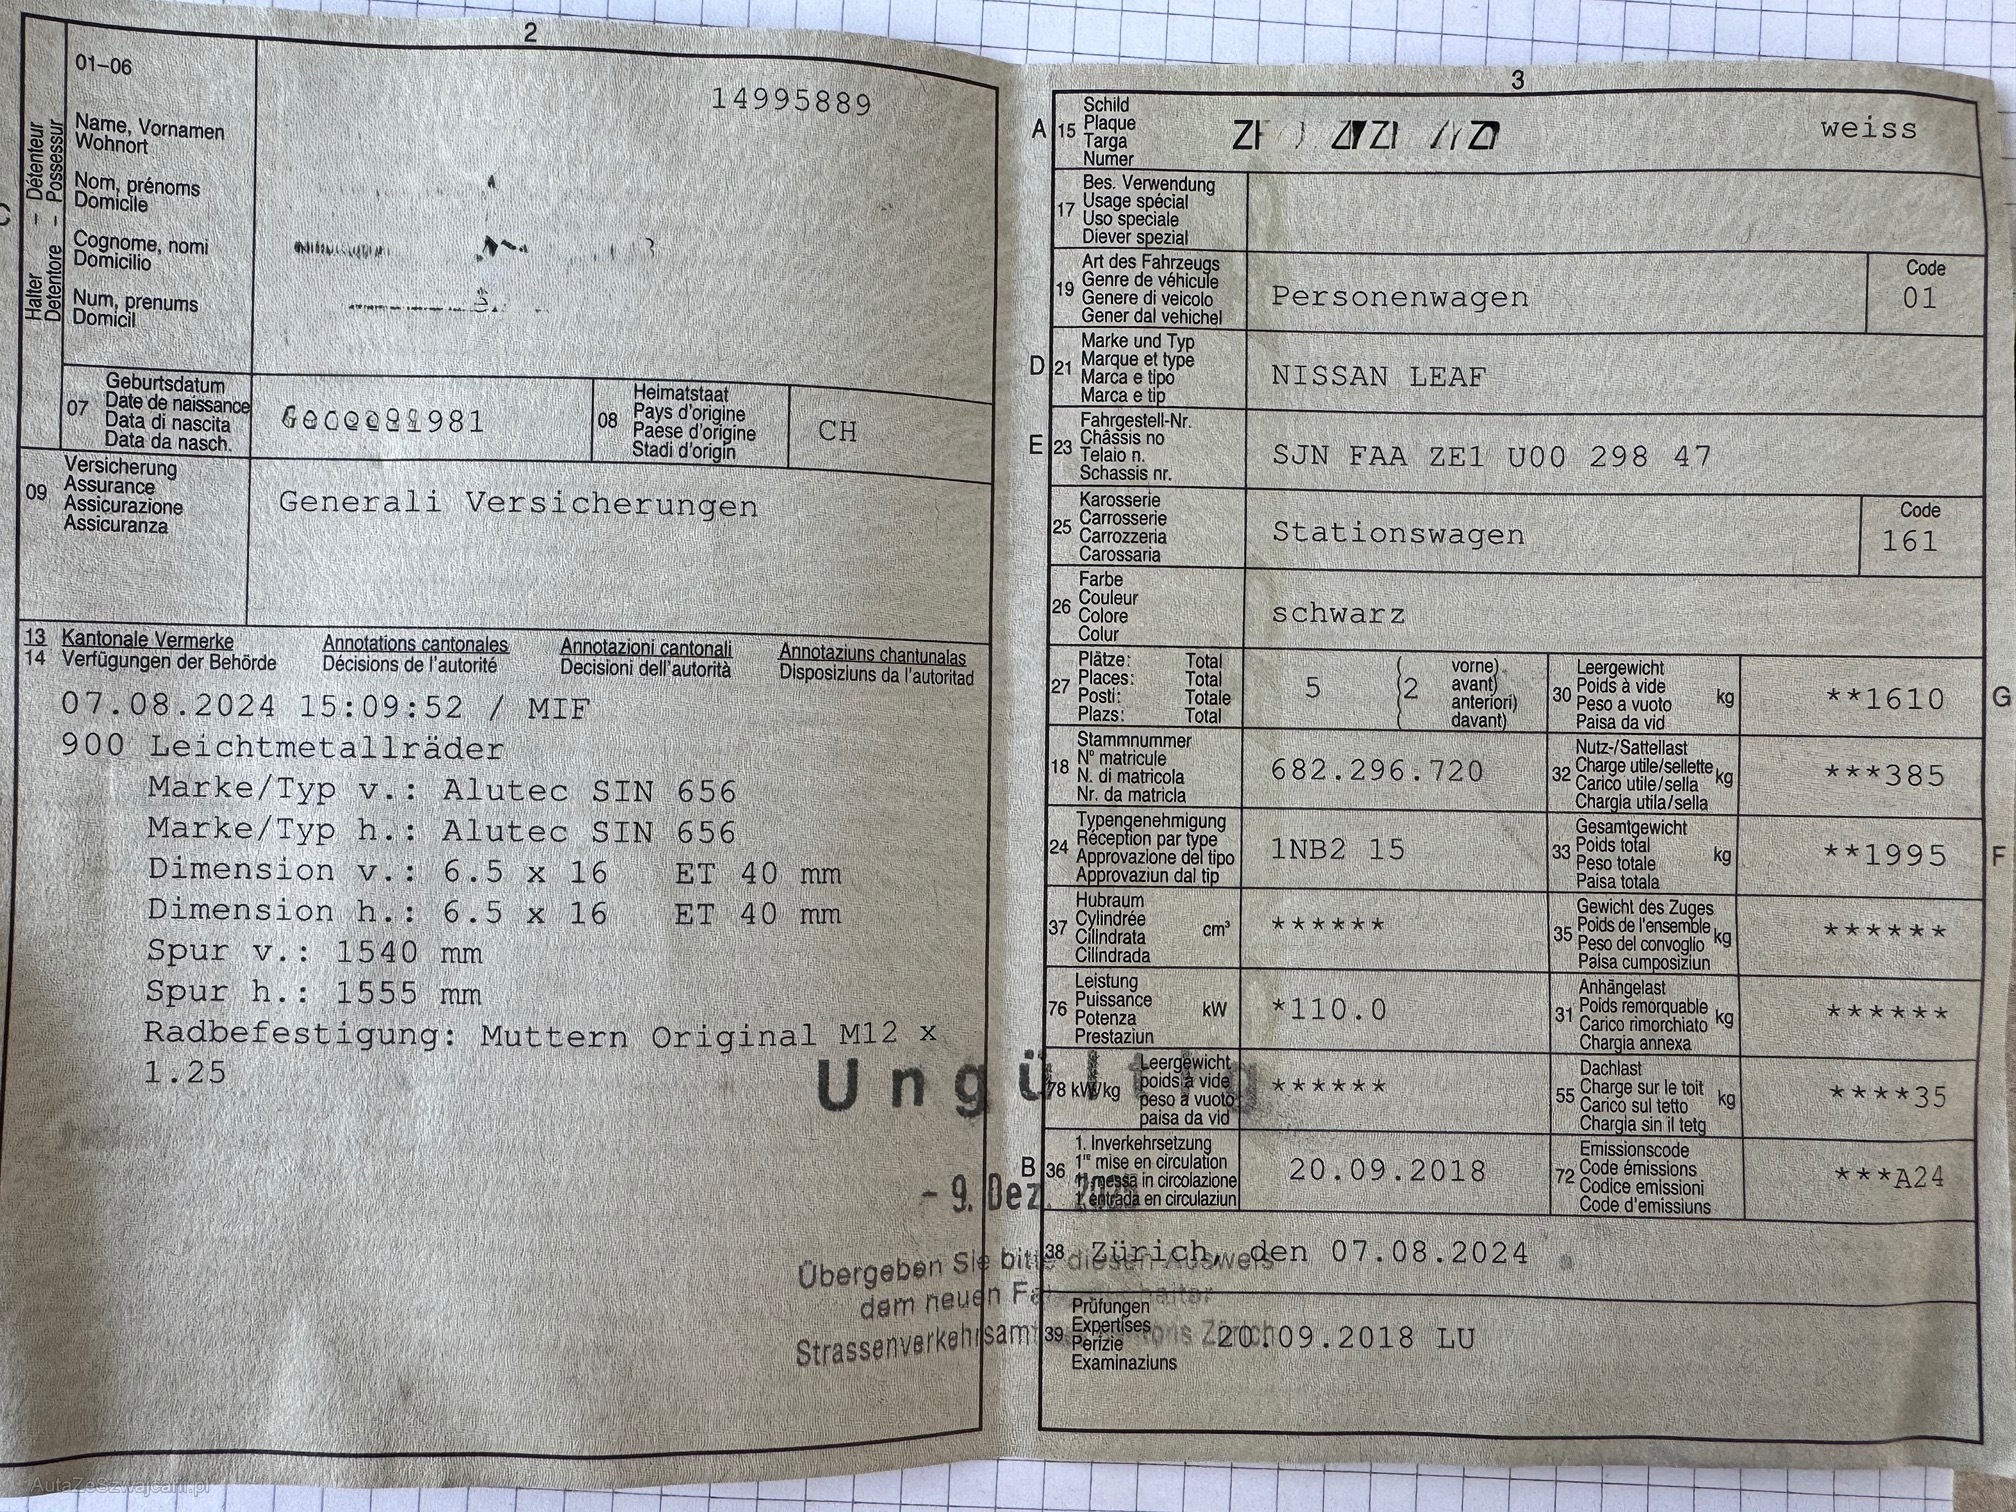 2
01–06
14995889
Halter – Détenteur
Detentore – Possessur
Name, Vornamen
Wohnort
Nom, prénoms
Domicile
Cognome, nomi
Domicilio
Num, prenums
Domicil
C
07
Geburtsdatum
Date de naissance
Data di nascita
Data da nasch.
1981
08
Heimatstaat
Pays d'origine
Paese d'origine
Stadi d'origin
CH
09
Versicherung
Assurance
Assicurazione
Assicuranza
Generali Versicherungen
13 Kantonale Vermerke Annotations cantonales Annotazioni cantonali Annotaziuns chantunalas
14 Verfügungen der Behörde Décisions de l'autorité Decisioni dell'autorità Disposiziuns da l'autoritad
07.08.2024 15:09:52 / MIF
900 Leichtmetallräder
Marke/Typ v.: Alutec SIN 656
Marke/Typ h.: Alutec SIN 656
Dimension v.: 6.5 x 16 ET 40 mm
Dimension h.: 6.5 x 16 ET 40 mm
Spur v.: 1540 mm
Spur h.: 1555 mm
Radbefestigung: Muttern Original M12 x
1.25
Ungültig
- 9. Dez.
Übergeben Sie bitte diesen Ausweis
dem neuen
Strassenverkehrsamt Zürich
3
A 15
Schild
Plaque
Targa
Numer
weiss
17
Bes. Verwendung
Usage spécial
Uso speciale
Diever spezial
19
Art des Fahrzeugs
Genre de véhicule
Genere di veicolo
Gener dal vehichel
Personenwagen
Code
01
D 21
Marke und Typ
Marque et type
Marca e tipo
Marca e tip
NISSAN LEAF
E 23
Fahrgestell-Nr.
Châssis no
Telaio n.
Schassis nr.
SJN FAA ZE1 U00 298 47
25
Karosserie
Carrosserie
Carrozzeria
Carossaria
Stationswagen
Code
161
26
Farbe
Couleur
Colore
Colur
schwarz
27
Plätze: Total
Places: Total
Posti: Totale
Plazs: Total
5
2
vorne)
avant)
anteriori)
davant)
30
Leergewicht
Poids à vide
Peso a vuoto
Paisa da vid
kg
**1610
G
18
Stammnummer
N° matricule
N. di matricola
Nr. da matricla
682.296.720
32
Nutz-/Sattellast
Charge utile/sellette
Carico utile/sella
Chargia utila/sella
kg
***385
24
Typengenehmigung
Réception par type
Approvazione del tipo
Approvaziun dal tip
1NB2 15
33
Gesamtgewicht
Poids total
Peso totale
Paisa totala
kg
**1995
F
37
Hubraum
Cylindrée
Cilindrata
Cilindrada
cm³
******
35
Gewicht des Zuges
Poids de l'ensemble
Peso del convoglio
Paisa cumposiziun
kg
******
76
Leistung
Puissance
Potenza
Prestaziun
kW
*110.0
31
Anhängelast
Poids remorquable
Carico rimorchiato
Chargia annexa
kg
******
78 kW/kg
Leergewicht
poids à vide
peso a vuoto
paisa da vid
******
55
Dachlast
Charge sur le toit
Carico sul tetto
Chargia sin il tetg
kg
****35
B 36
1. Inverkehrsetzung
1re mise en circulation
1. messa in circolazione
1. entrada en circulaziun
20.09.2018
72
Emissionscode
Code émissions
Codice emissioni
Code d'emissiuns
***A24
38
Zürich, den 07.08.2024
39
Prüfungen
Expertises
Perizie
Examinaziuns
20.09.2018 LU
AutaZeSzwajcarii.pl